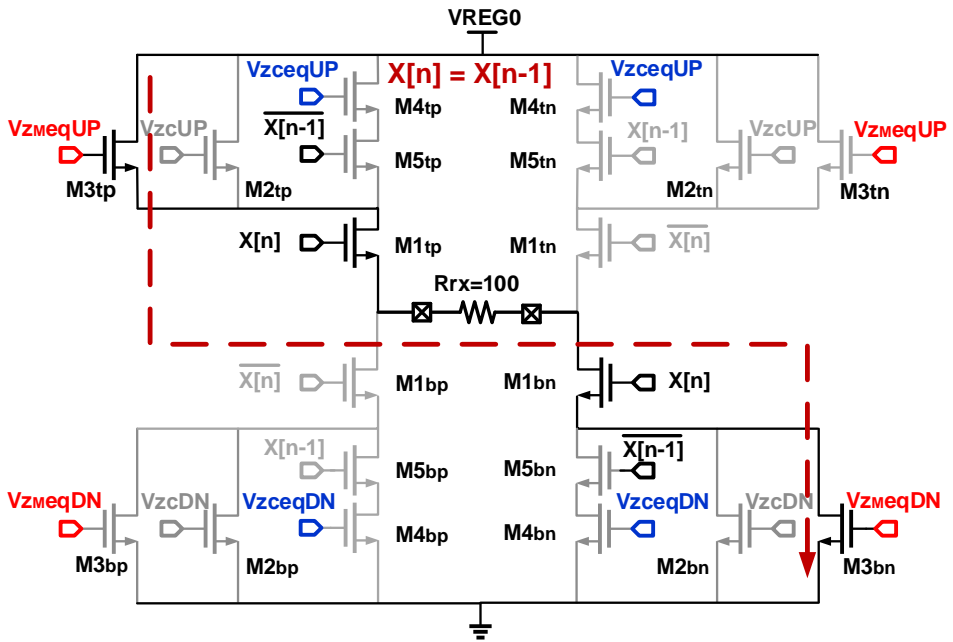 VREG0
VzceqUP X[n] = X[n-1] VzceqUP
M4tp M4tn
VzMeqUP VzcUP X̅[̅n̅-̅1̅]̅ X[n-1] VzcUP VzMeqUP
M5tp M5tn
M3tp M2tp M2tn M3tn
X[n] M1tp M1tn X̅[̅n̅]̅
Rrx=100
X̅[̅n̅]̅ M1bp M1bn X[n]
X[n-1] X̅[̅n̅-̅1̅]̅
M5bp M5bn
VzMeqDN VzcDN VzceqDN VzceqDN VzcDN VzMeqDN
M4bp M4bn
M3bp M2bp M2bn M3bn